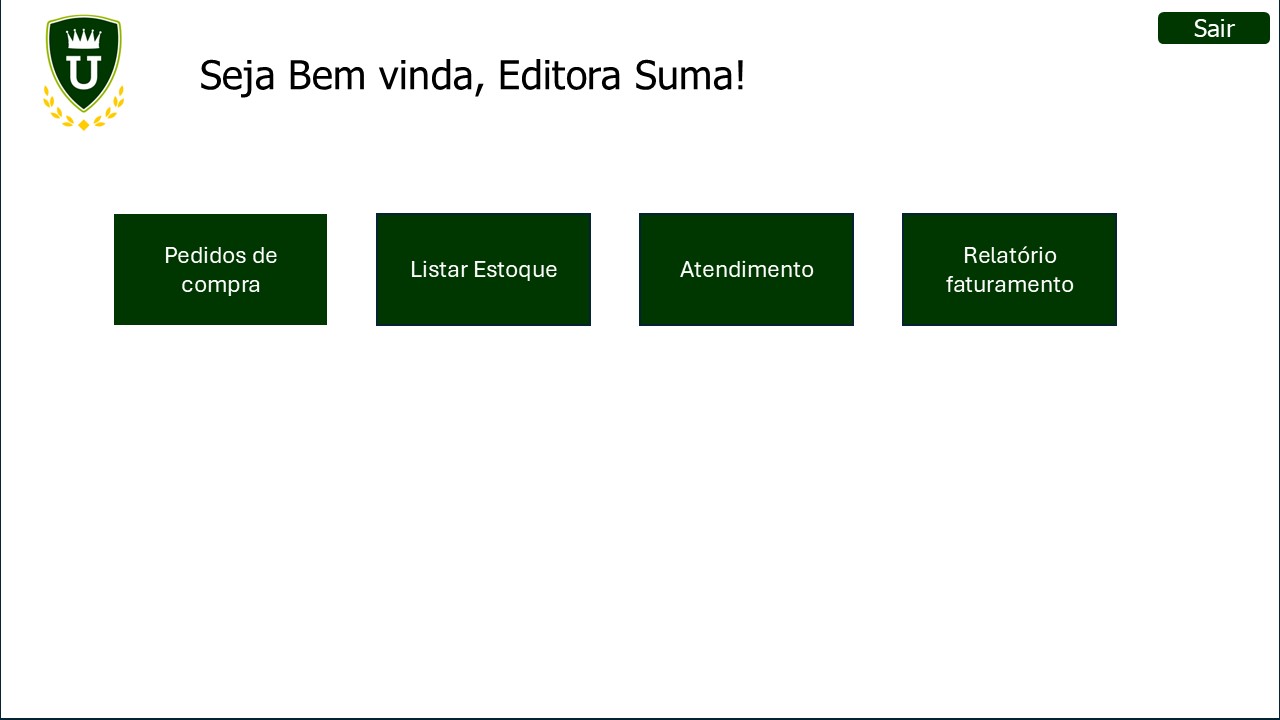 U
Sair
Seja Bem vinda, Editora Suma!
Pedidos de
compra
Listar Estoque
Atendimento
Relatório
faturamento